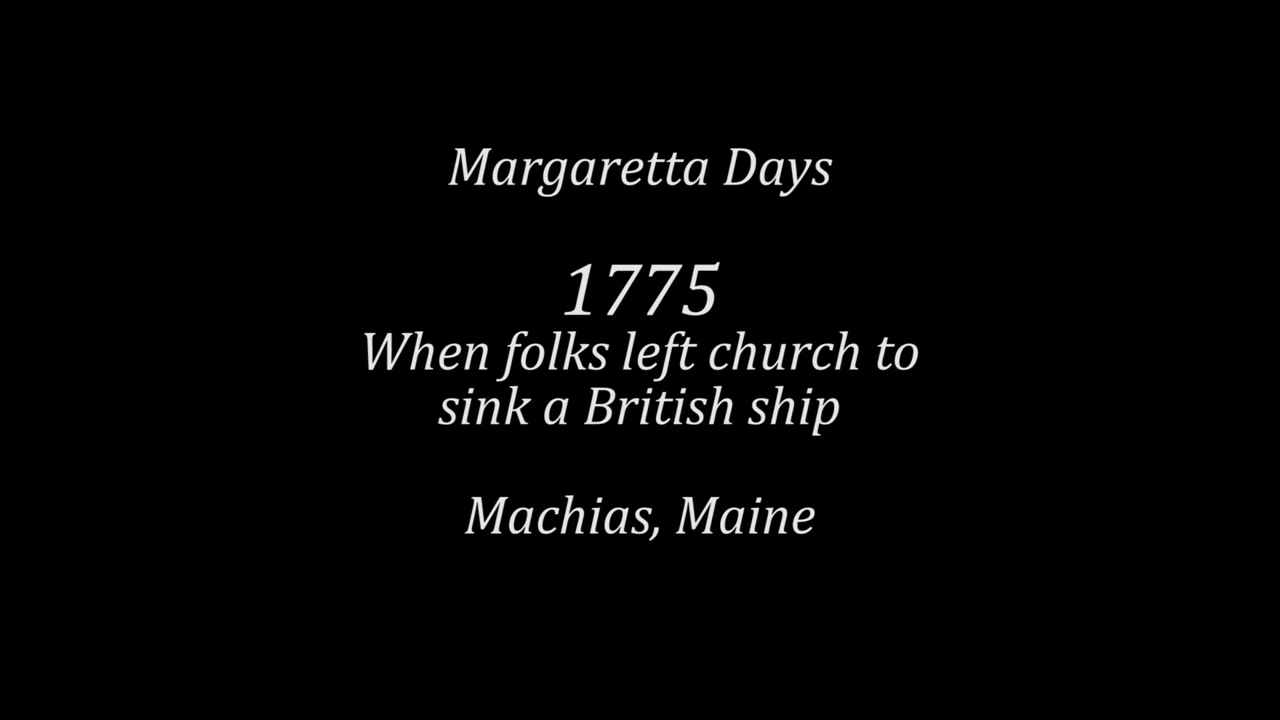 Margaretta Days
1775
When folks left church to
sink a British ship
Machias, Maine